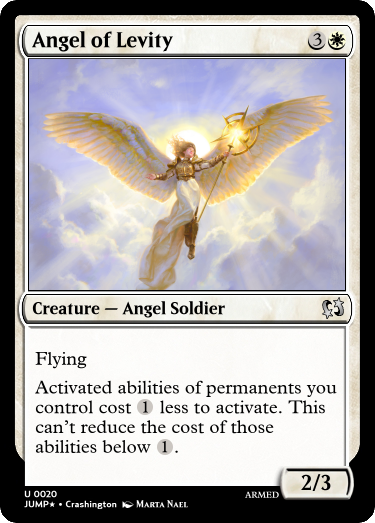 Angel of Levity 3
Creature — Angel Soldier
Flying
Activated abilities of permanents you
control cost 1 less to activate. This
can't reduce the cost of those
abilities below 1.
2/3
U 0020
JUMP★ • Crashington Marta Nael
ARMED